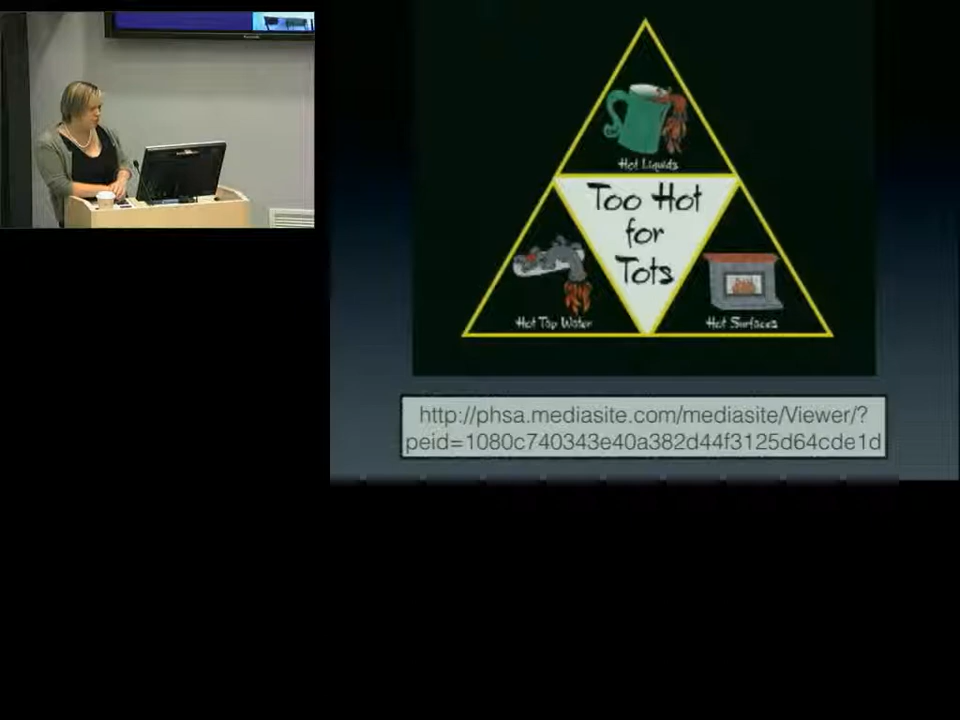 Hot Liquids
Too Hot
for
Tots
Hot Tap Water
Hot Surfaces
http://phsa.mediasite.com/mediasite/Viewer/?
peid=1080c740343e40a382d44f3125d64cde1d